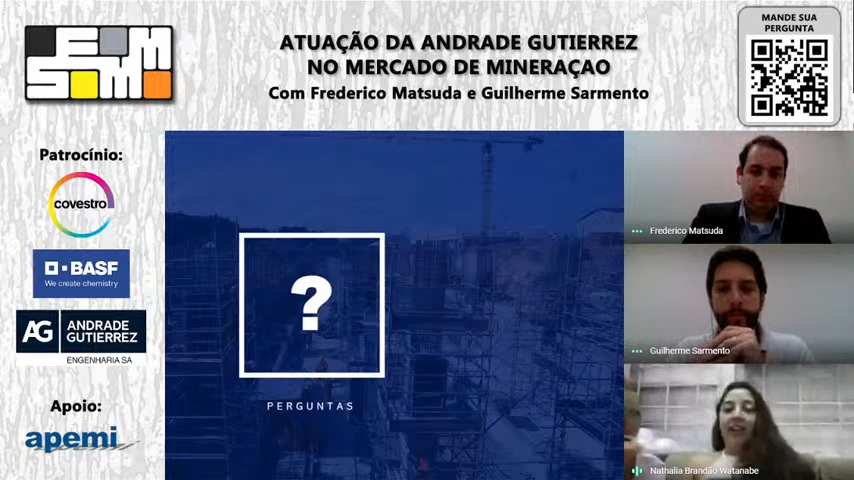 SEMM
ATUAÇÃO DA ANDRADE GUTIERREZ
NO MERCADO DE MINERAÇAO
Com Frederico Matsuda e Guilherme Sarmento
MANDE SUA
PERGUNTA
Patrocínio:
covestro
BASF
We create chemistry
AG ANDRADE
GUTIERREZ
ENGENHARIA SA
Apoio:
apemi
?
PERGUNTAS
Frederico Matsuda
Guilherme Sarmento
Nathalia Brandão Watanabe